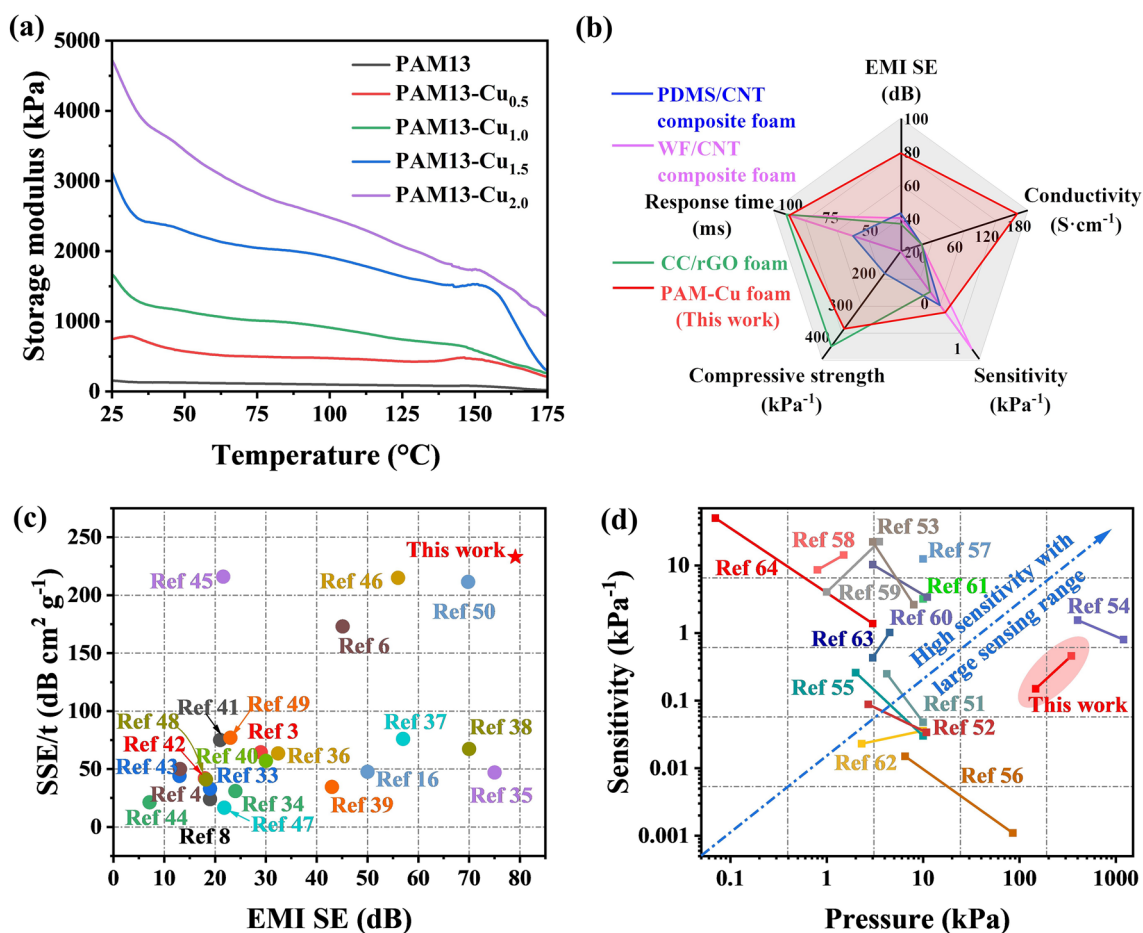 (a)
5000
4000
3000
2000
1000
0
Storage modulus (kPa)
25
50
75
100
125
150
175
Temperature (°C)
PAM13
PAM13-Cu0.5
PAM13-Cu1.0
PAM13-Cu1.5
PAM13-Cu2.0
(b)
EMI SE
(dB)
100
80
60
40
20
PDMS/CNT
composite foam
WF/CNT
composite foam
Response time
(ms)
100
75
50
Conductivity
(S·cm-1)
180
120
60
0
CC/rGO foam
PAM-Cu foam
(This work)
200
300
400
Compressive strength
(kPa-1)
0
1
Sensitivity
(kPa-1)
(c)
250
200
150
100
50
0
SSE/t (dB cm2 g-1)
0
10
20
30
40
50
60
70
80
EMI SE (dB)
This work
Ref 45
Ref 46
Ref 50
Ref 6
Ref 41
Ref 49
Ref 48
Ref 3
Ref 37
Ref 38
Ref 42
Ref 40
Ref 36
Ref 43
Ref 33
Ref 16
Ref 35
Ref 4
Ref 34
Ref 39
Ref 44
Ref 47
Ref 8
(d)
10
1
0.1
0.01
0.001
Sensitivity (kPa-1)
0.1
1
10
100
1000
Pressure (kPa)
Ref 53
Ref 58
Ref 57
Ref 64
Ref 59
Ref 61
Ref 60
Ref 54
Ref 63
High sensitivity with
large sensing range
Ref 55
Ref 51
This work
Ref 52
Ref 62
Ref 56